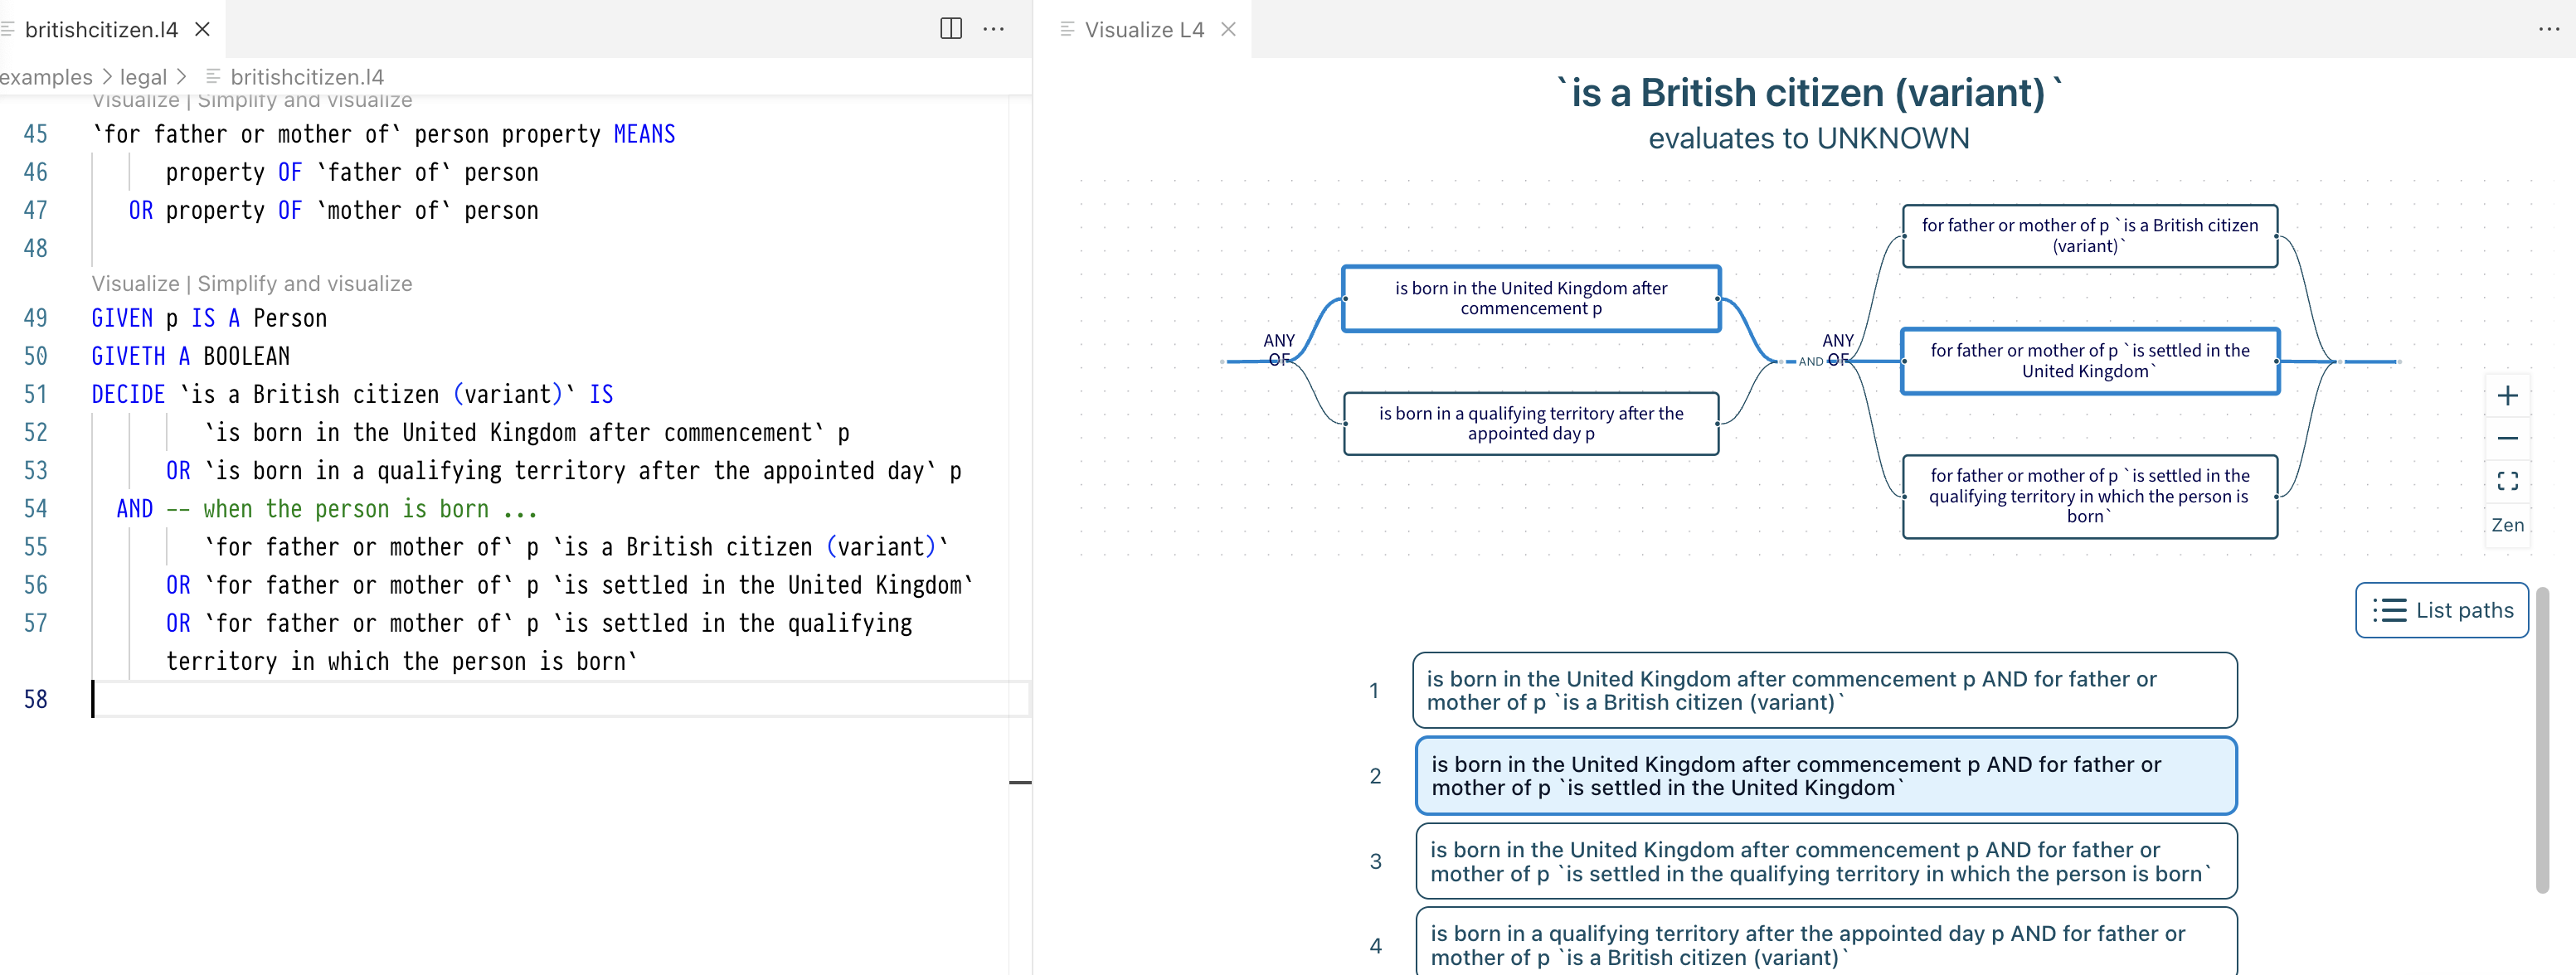 britishcitizen.l4
examples > legal > britishcitizen.l4
Visualize | Simplify and visualize
45 `for father or mother of` person property MEANS
46 property OF `father of` person
47 OR property OF `mother of` person
48
Visualize | Simplify and visualize
49 GIVEN p IS A Person
50 GIVETH A BOOLEAN
51 DECIDE `is a British citizen (variant)` IS
52 `is born in the United Kingdom after commencement` p
53 OR `is born in a qualifying territory after the appointed day` p
54 AND -- when the person is born ...
55 `for father or mother of` p `is a British citizen (variant)`
56 OR `for father or mother of` p `is settled in the United Kingdom`
57 OR `for father or mother of` p `is settled in the qualifying
territory in which the person is born`
58
Visualize L4
`is a British citizen (variant)`
evaluates to UNKNOWN
ANY
OF
is born in the United Kingdom after
commencement p
is born in a qualifying territory after the
appointed day p
AND
ANY
OF
for father or mother of p `is a British citizen
(variant)`
for father or mother of p `is settled in the
United Kingdom`
for father or mother of p `is settled in the
qualifying territory in which the person is
born`
Zen
List paths
1
is born in the United Kingdom after commencement p AND for father or
mother of p `is a British citizen (variant)`
2
is born in the United Kingdom after commencement p AND for father or
mother of p `is settled in the United Kingdom`
3
is born in the United Kingdom after commencement p AND for father or
mother of p `is settled in the qualifying territory in which the person is born`
4
is born in a qualifying territory after the appointed day p AND for father or
mother of p `is a British citizen (variant)`